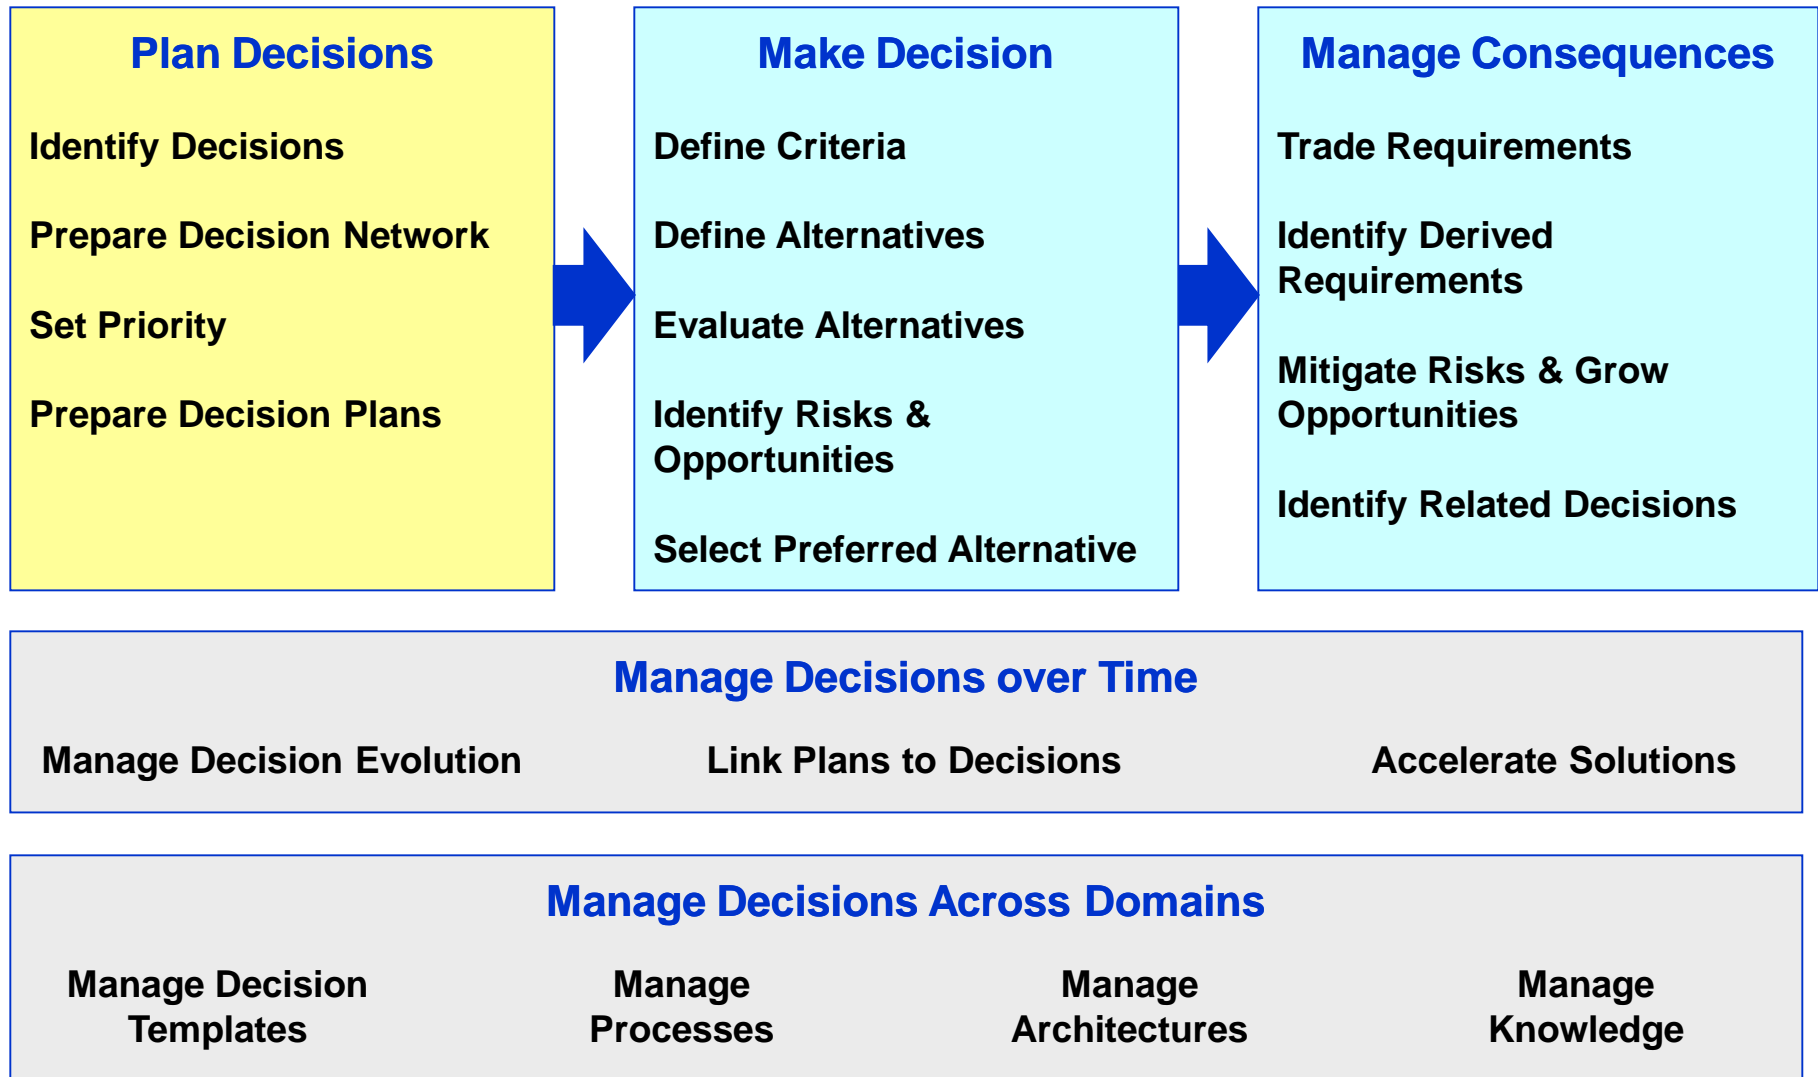 Plan Decisions
Identify Decisions
Prepare Decision Network
Set Priority
Prepare Decision Plans
Make Decision
Define Criteria
Define Alternatives
Evaluate Alternatives
Identify Risks &
Opportunities
Select Preferred Alternative
Manage Consequences
Trade Requirements
Identify Derived
Requirements
Mitigate Risks & Grow
Opportunities
Identify Related Decisions
Manage Decisions over Time
Manage Decision Evolution
Link Plans to Decisions
Accelerate Solutions
Manage Decisions Across Domains
Manage Decision
Templates
Manage
Processes
Manage
Architectures
Manage
Knowledge